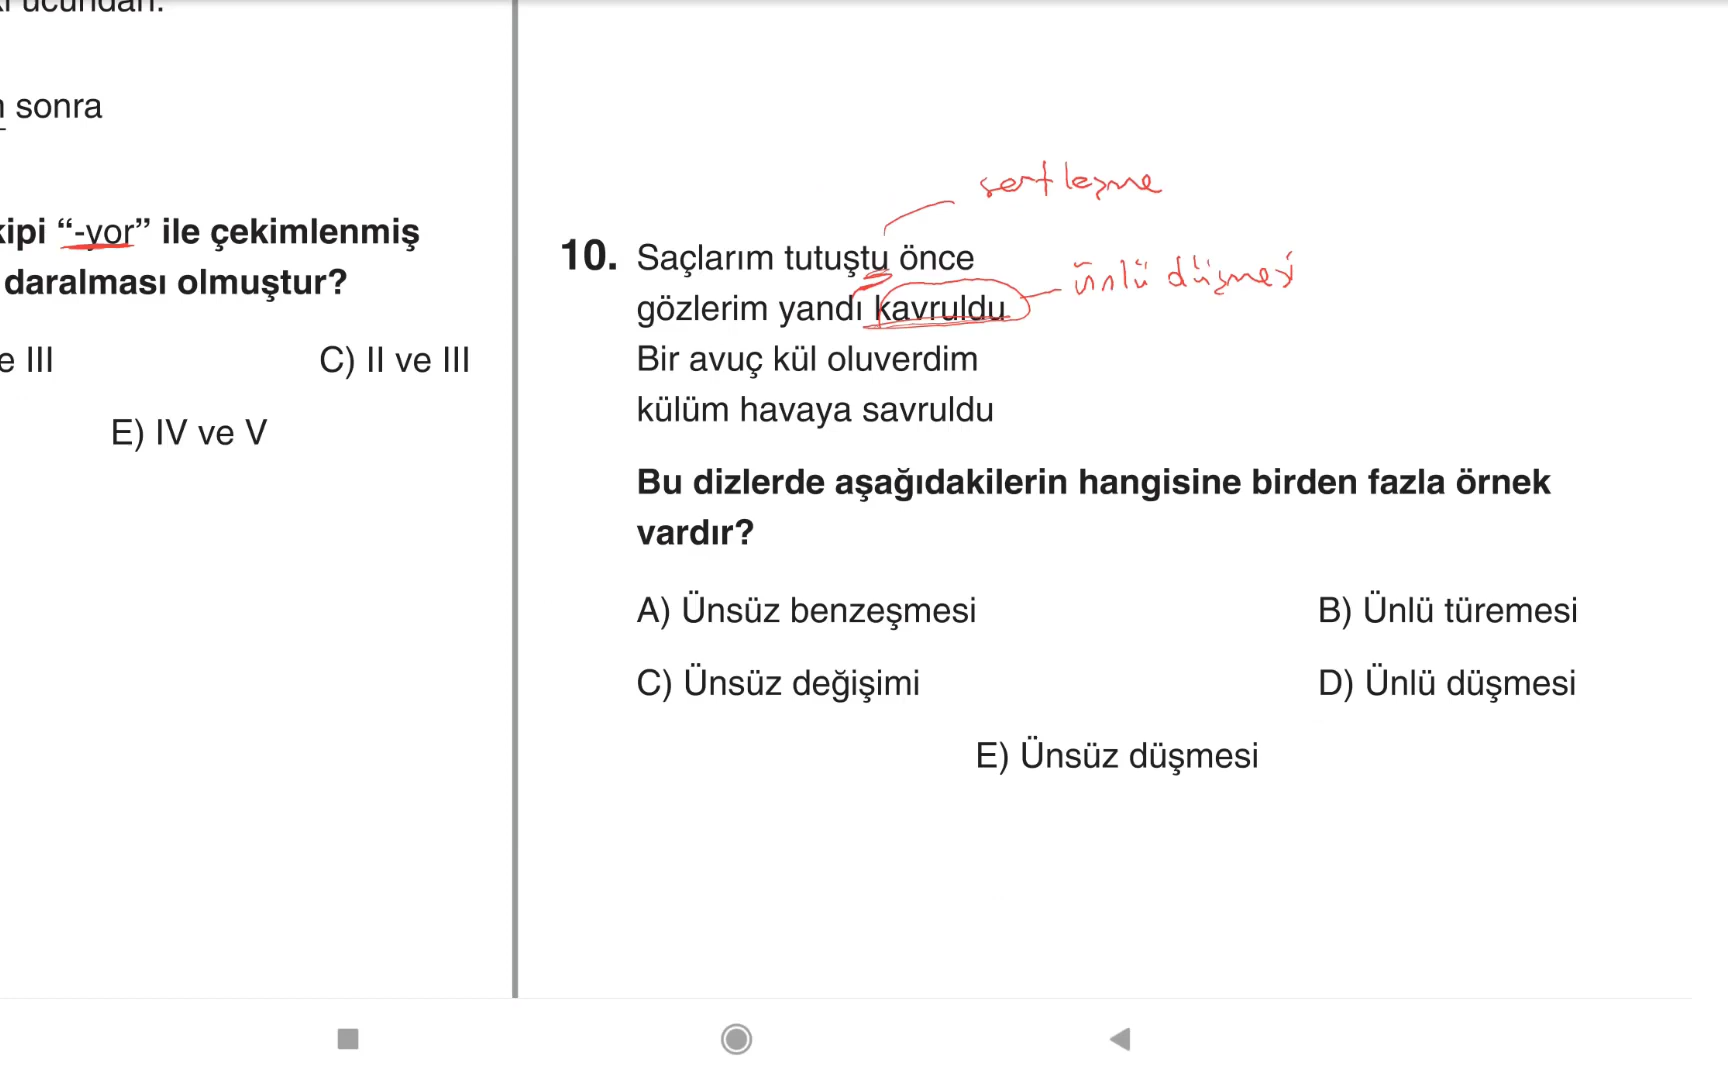 sonra
kipi “-yor” ile çekimlenmiş
daralması olmuştur?
e III
C) II ve III
E) IV ve V
sertleşme
10. Saçlarım tutuştu önce
ünlü düşmesi
gözlerim yandı kavruldu
Bir avuç kül oluverdim
külüm havaya savruldu
Bu dizlerde aşağıdakilerin hangisine birden fazla örnek
vardır?
A) Ünsüz benzeşmesi
B) Ünlü türemesi
C) Ünsüz değişimi
D) Ünlü düşmesi
E) Ünsüz düşmesi